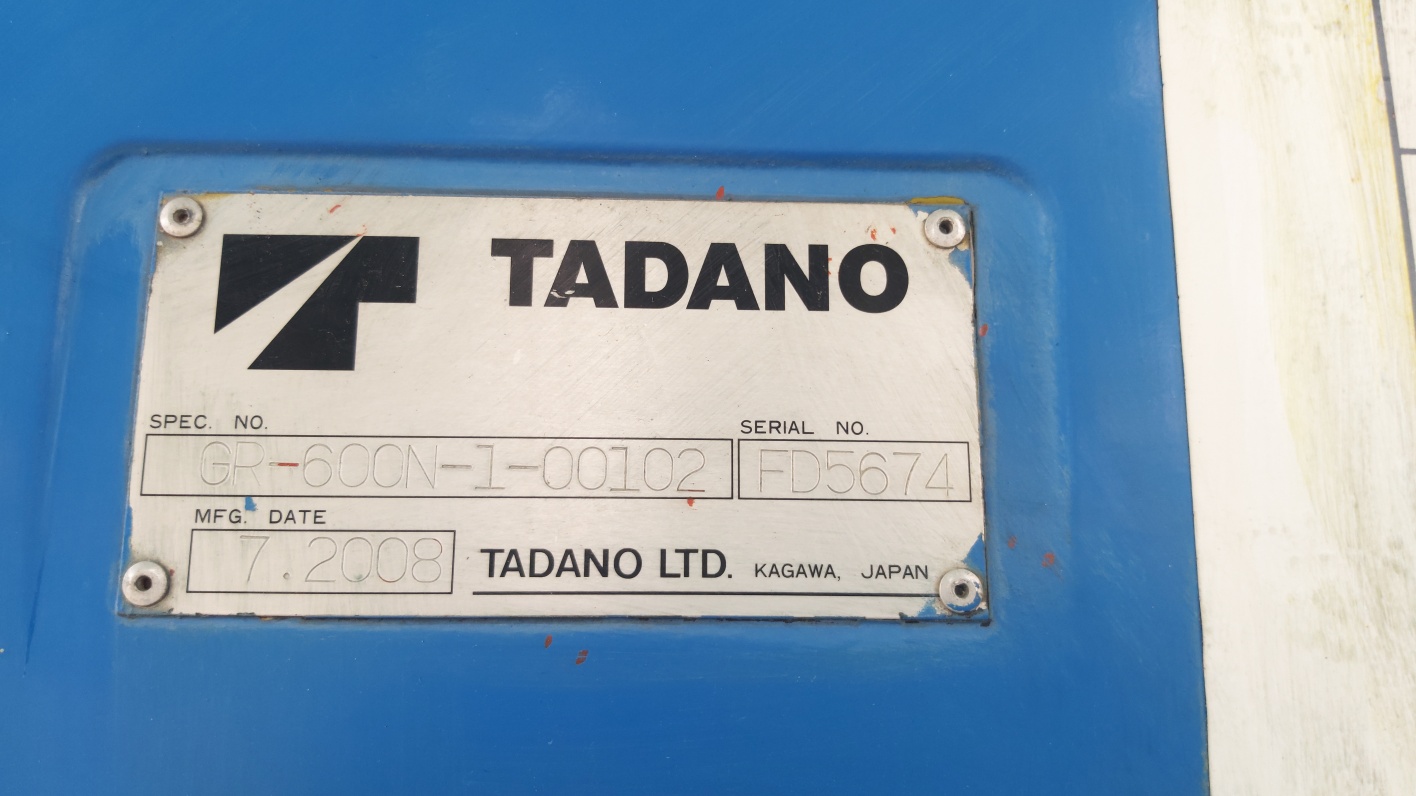 TADANO
SPEC. NO.
SERIAL NO.
GR-600N-1-00102
FD5674
MFG. DATE
7.2008
TADANO LTD. KAGAWA, JAPAN